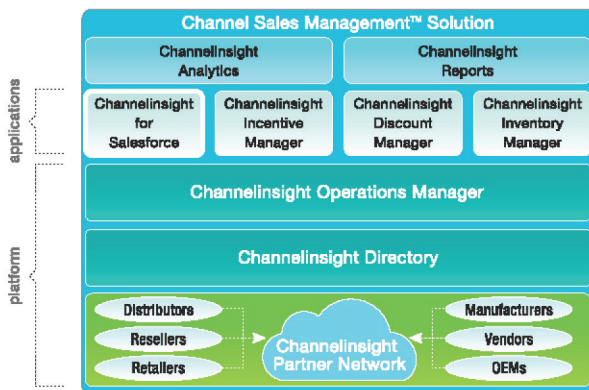 Channel Sales Management™ Solution
Channelinsight
Analytics
Channelinsight
Reports
applications
Channelinsight
for
Salesforce
Channelinsight
Incentive
Manager
Channelinsight
Discount
Manager
Channelinsight
Inventory
Manager
platform
Channelinsight Operations Manager
Channelinsight Directory
Distributors
Resellers
Retailers
Channelinsight
Partner Network
Manufacturers
Vendors
OEMs